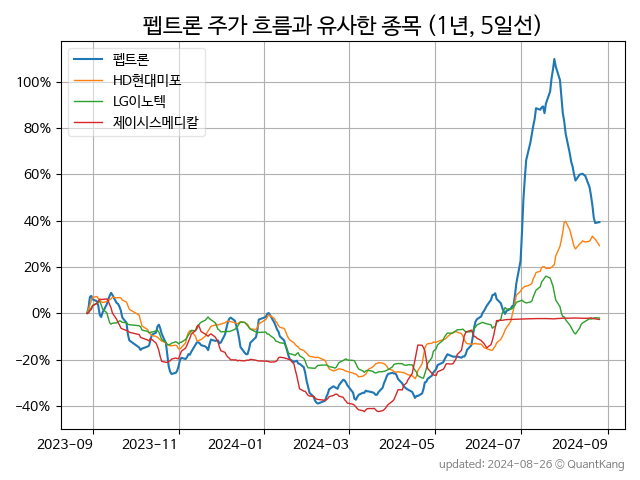 펩트론 주가 흐름과 유사한 종목 (1년, 5일선)
펩트론
HD현대미포
LG이노텍
제이시스메디칼
100%
80%
60%
40%
20%
0%
−20%
−40%
2023-09
2023-11
2024-01
2024-03
2024-05
2024-07
2024-09
updated: 2024-08-26 © QuantKang